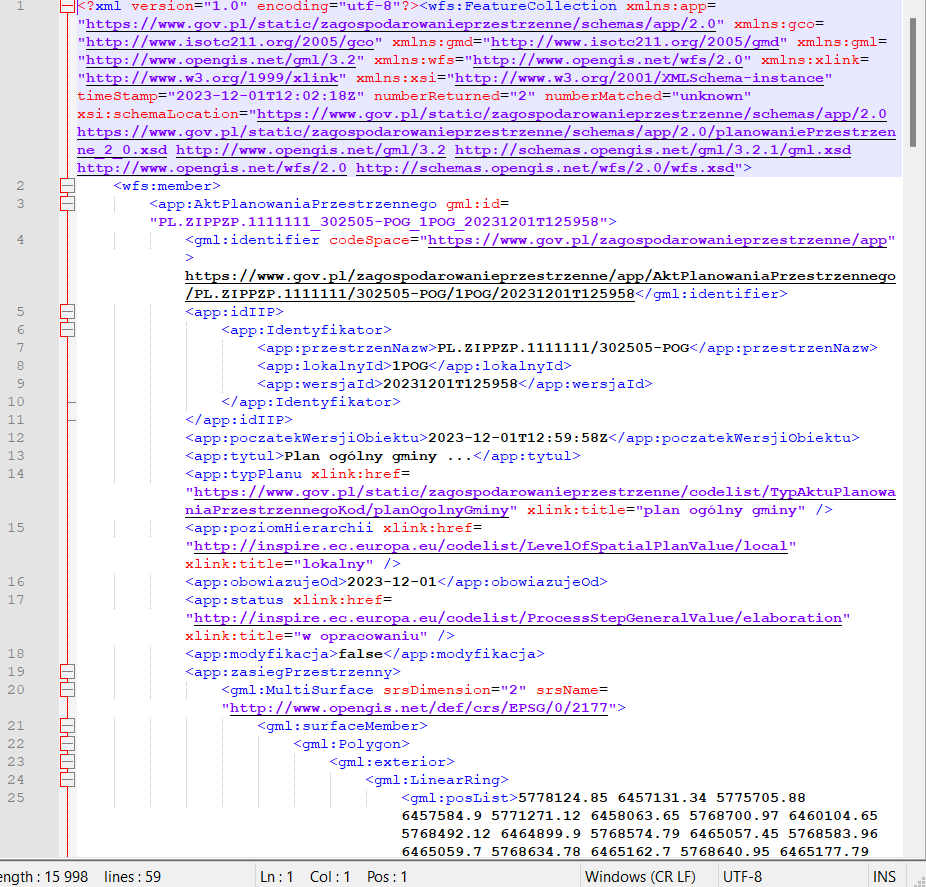 1 <?xml version="1.0" encoding="utf-8"?><wfs:FeatureCollection xmlns:app=
"https://www.gov.pl/static/zagospodarowanieprzestrzenne/schemas/app/2.0" xmlns:gco=
"http://www.isotc211.org/2005/gco" xmlns:gmd="http://www.isotc211.org/2005/gmd" xmlns:gml=
"http://www.opengis.net/gml/3.2" xmlns:wfs="http://www.opengis.net/wfs/2.0" xmlns:xlink=
"http://www.w3.org/1999/xlink" xmlns:xsi="http://www.w3.org/2001/XMLSchema-instance"
timeStamp="2023-12-01T12:02:18Z" numberReturned="2" numberMatched="unknown"
xsi:schemaLocation="https://www.gov.pl/static/zagospodarowanieprzestrzenne/schemas/app/2.0
https://www.gov.pl/static/zagospodarowanieprzestrzenne/schemas/app/2.0/planowaniePrzestrzen
ne_2_0.xsd http://www.opengis.net/gml/3.2 http://schemas.opengis.net/gml/3.2.1/gml.xsd
http://www.opengis.net/wfs/2.0 http://schemas.opengis.net/wfs/2.0/wfs.xsd">
2 <wfs:member>
3 <app:AktPlanowaniaPrzestrzennego gml:id=
"PL.ZIPPZP.1111111_302505-POG_1POG_20231201T125958">
4 <gml:identifier codeSpace="https://www.gov.pl/zagospodarowanieprzestrzenne/app"
>
https://www.gov.pl/zagospodarowanieprzestrzenne/app/AktPlanowaniaPrzestrzennego
/PL.ZIPPZP.1111111/302505-POG/1POG/20231201T125958</gml:identifier>
5 <app:idIIP>
6 <app:Identyfikator>
7 <app:przestrzenNazw>PL.ZIPPZP.1111111/302505-POG</app:przestrzenNazw>
8 <app:lokalnyId>1POG</app:lokalnyId>
9 <app:wersjaId>20231201T125958</app:wersjaId>
10 </app:Identyfikator>
11 </app:idIIP>
12 <app:poczatekWersjiObiektu>2023-12-01T12:59:58Z</app:poczatekWersjiObiektu>
13 <app:tytul>Plan ogólny gminy ...</app:tytul>
14 <app:typPlanu xlink:href=
"https://www.gov.pl/static/zagospodarowanieprzestrzenne/codelist/TypAktuPlanowa
niaPrzestrzennegoKod/planOgolnyGminy" xlink:title="plan ogólny gminy" />
15 <app:poziomHierarchii xlink:href=
"http://inspire.ec.europa.eu/codelist/LevelOfSpatialPlanValue/local"
xlink:title="lokalny" />
16 <app:obowiazujeOd>2023-12-01</app:obowiazujeOd>
17 <app:status xlink:href=
"http://inspire.ec.europa.eu/codelist/ProcessStepGeneralValue/elaboration"
xlink:title="w opracowaniu" />
18 <app:modyfikacja>false</app:modyfikacja>
19 <app:zasiegPrzestrzenny>
20 <gml:MultiSurface srsDimension="2" srsName=
"http://www.opengis.net/def/crs/EPSG/0/2177">
21 <gml:surfaceMember>
22 <gml:Polygon>
23 <gml:exterior>
24 <gml:LinearRing>
25 <gml:posList>5778124.85 6457131.34 5775705.88
6457584.9 5771271.12 6458063.65 5768700.97 6460104.65
5768492.12 6464899.9 5768574.79 6465057.45 5768583.96
6465059.7 5768634.78 6465162.7 5768640.95 6465177.79
ength : 15 998 lines : 59 Ln : 1 Col : 1 Pos : 1 Windows (CR LF) UTF-8 INS